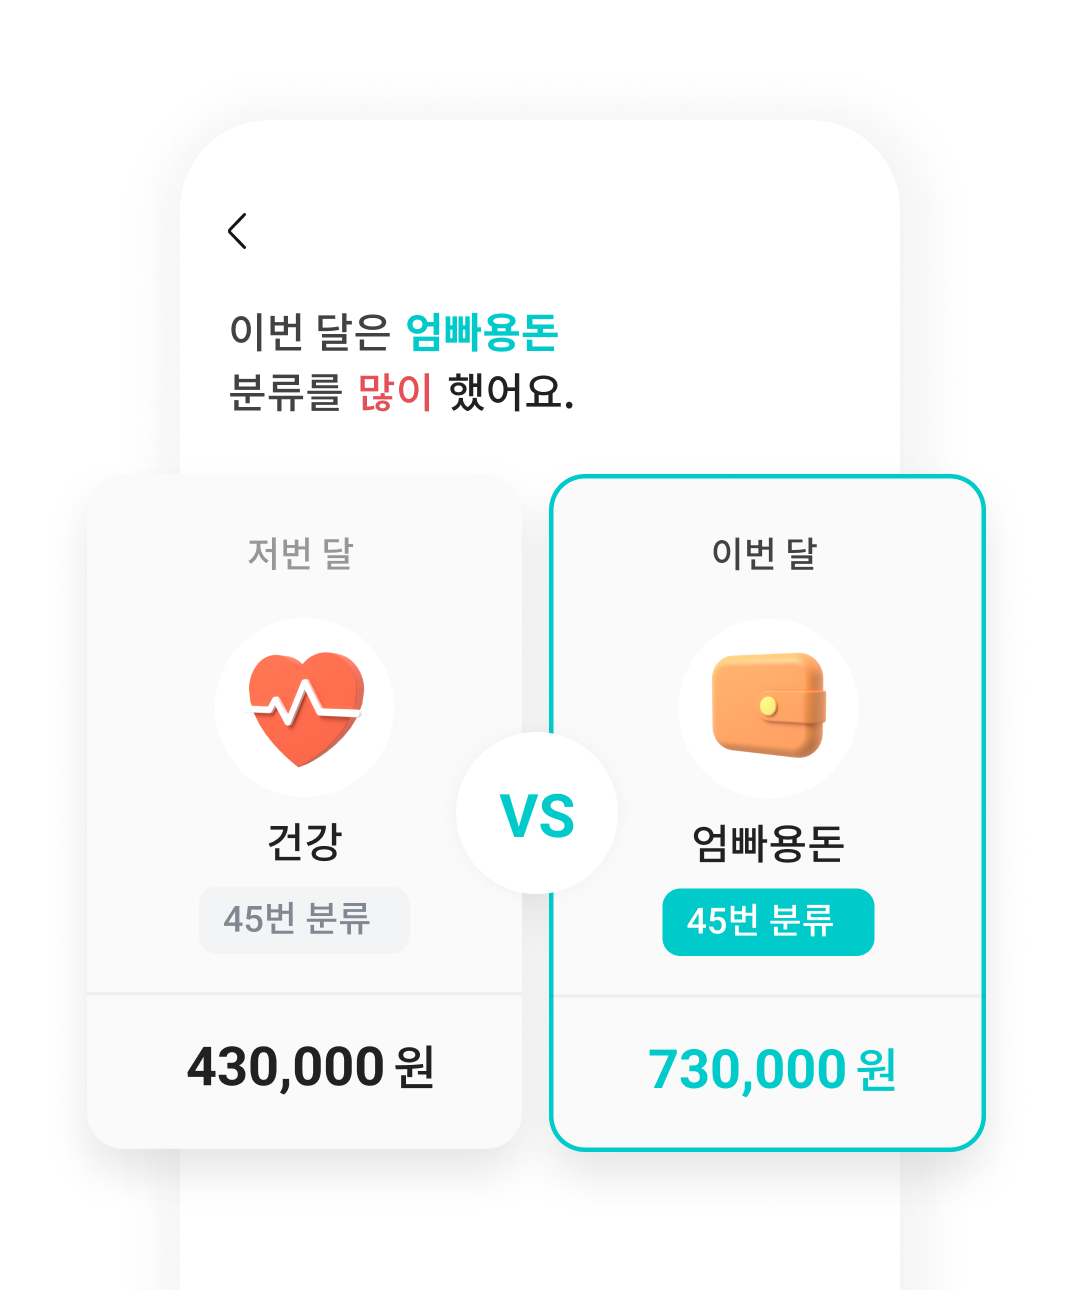 이번 달은 엄빠용돈
분류를 많이 했어요.
저번 달
건강
45번 분류
430,000 원
VS
이번 달
엄빠용돈
45번 분류
730,000 원